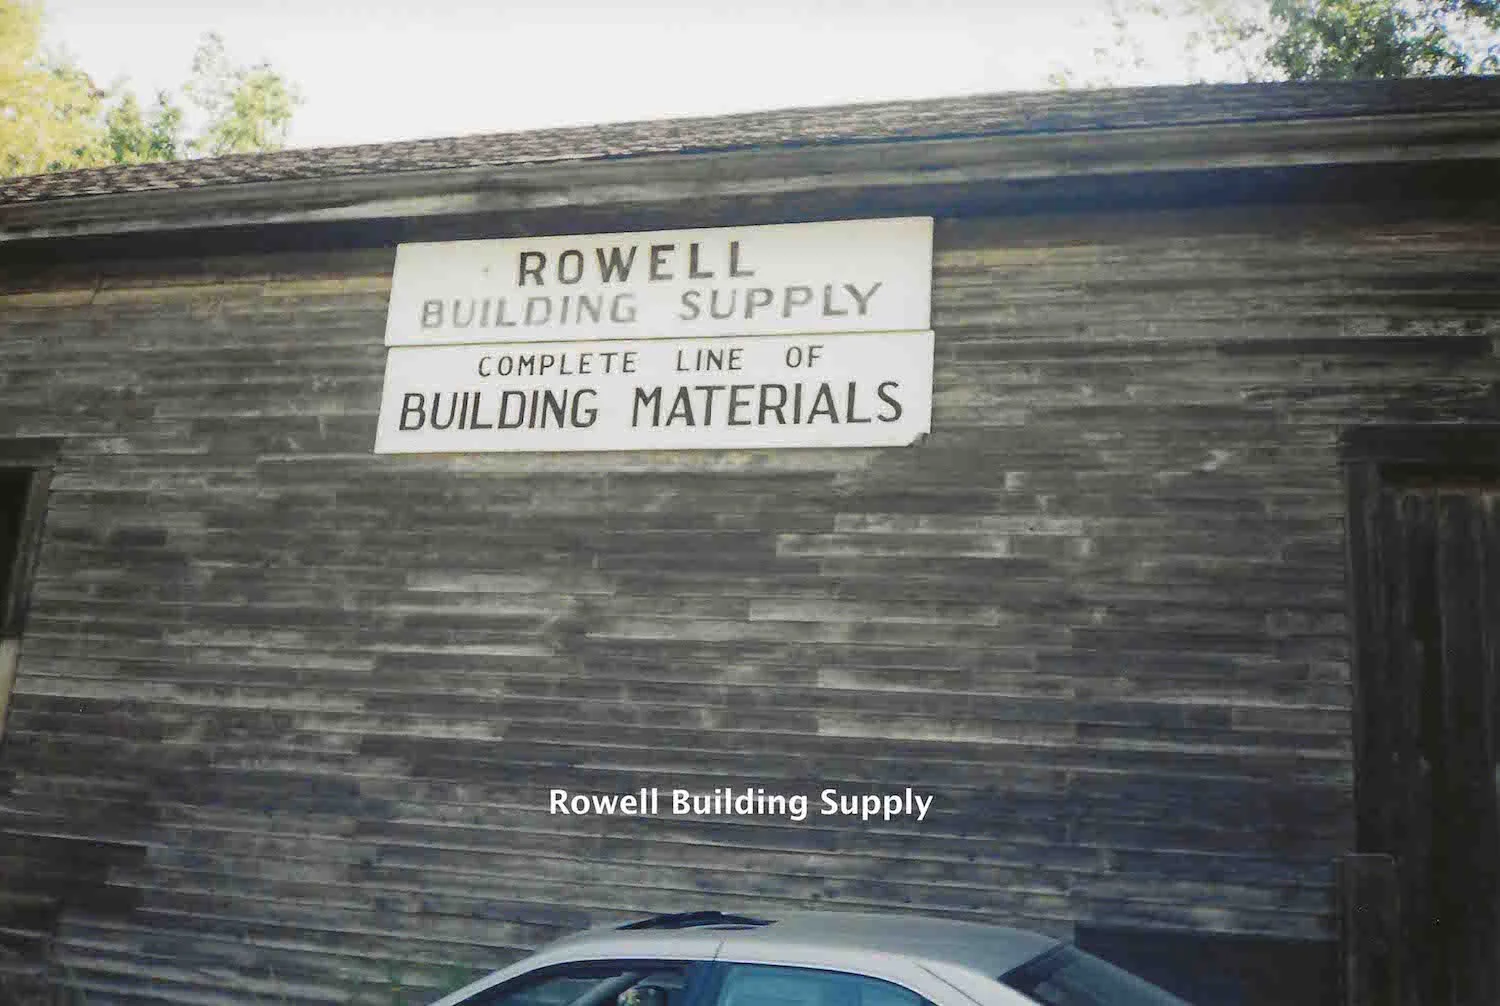 ROWELL
BUILDING SUPPLY
COMPLETE LINE OF
BUILDING MATERIALS
Rowell Building Supply